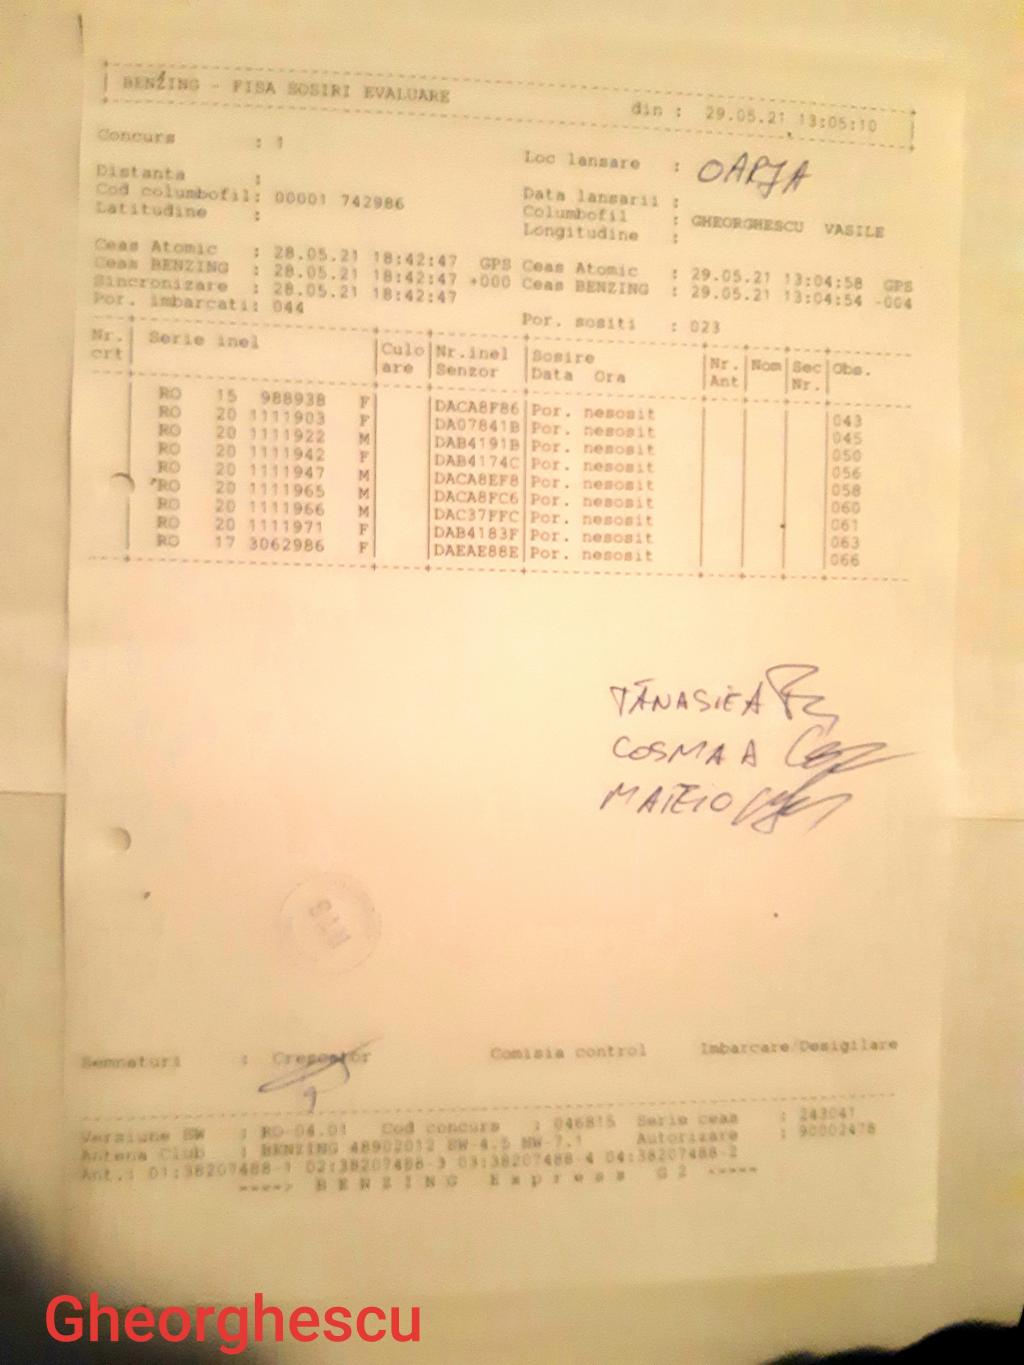 BENZING - FISA SOSIRI EVALUARE din : 29.05.21 13:05:10
Concurs : 1 Loc lansare : OARJA
Distanta : Data lansarii :
Cod columbofil: 00001 742986 Columbofil : GHEORGHESCU VASILE
Latitudine : Longitudine :
Ceas Atomic : 28.05.21 18:42:47 GPS Ceas Atomic : 29.05.21 13:04:58 GPS
Ceas BENZING : 28.05.21 18:42:47 +000 Ceas BENZING : 29.05.21 13:04:54 -004
Sincronizare : 28.05.21 18:42:47
Por. imbarcati: 044 Por. sositi : 023
Nr. Serie inel Culo Nr.inel Sosire Nr. Nom Sec Obs.
crt are Senzor Data Ora Ant Nr.
RO 15 988938 F DACA8F86 Por. nesosit 043
RO 20 1111903 F DA07841B Por. nesosit 045
RO 20 1111922 M DAB4191B Por. nesosit 050
RO 20 1111942 F DAB4174C Por. nesosit 056
RO 20 1111947 M DACA8EF8 Por. nesosit 058
RO 20 1111965 M DACA8FC6 Por. nesosit 060
RO 20 1111966 M DAC37FFC Por. nesosit 061
RO 20 1111971 F DAB4183F Por. nesosit 063
RO 17 3062986 F DAEAE88E Por. nesosit 066
TĂNASIE A
COSMA A
MATEI O
Semnaturi : Crescator Comisia control Imbarcare/Desigilare
Versiune SW : RO-04.01 Cod concurs : 046815 Serie ceas : 243041
Antena Club : BENZING 48902012 SW-4.5 HW-7.1 Autorizare : 90002478
Ant.: 01:38207488-1 02:38207488-3 03:38207488-4 04:38207488-2
----> BENZING Express G2 <----
Gheorghescu